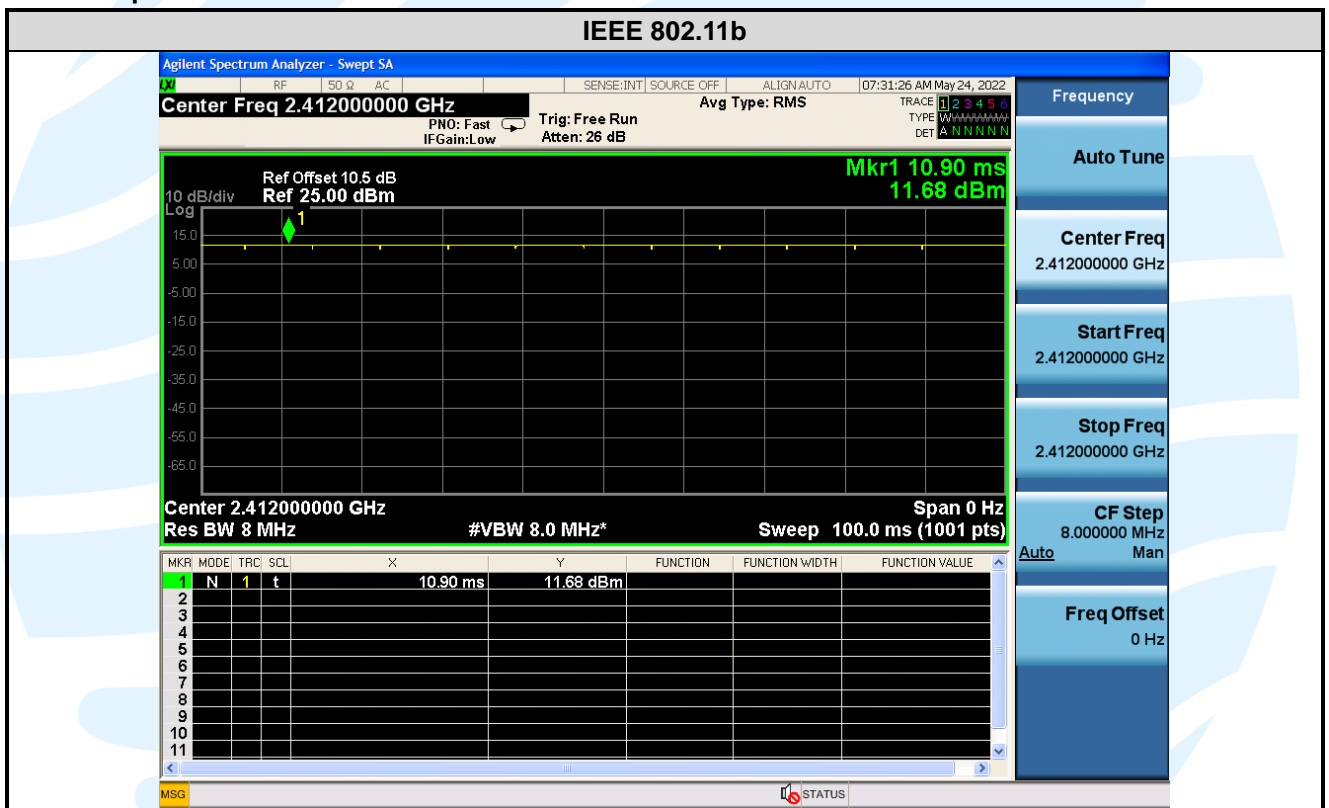 IEEE 802.11b
Agilent Spectrum Analyzer - Swept SA
LXI RF 50 Ω AC SENSE:INT SOURCE OFF ALIGN AUTO 07:31:26 AM May 24, 2022
Center Freq 2.412000000 GHz
PNO: Fast
IFGain:Low
Trig: Free Run
Atten: 26 dB
Avg Type: RMS
TRACE 1 2 3 4 5 6
TYPE
DET A N N N N N
Mkr1 10.90 ms
11.68 dBm
Ref Offset 10.5 dB
10 dB/div Ref 25.00 dBm
Log
1
15.0
5.00
-5.00
-15.0
-25.0
-35.0
-45.0
-55.0
-65.0
Center 2.412000000 GHz Span 0 Hz
Res BW 8 MHz #VBW 8.0 MHz* Sweep 100.0 ms (1001 pts)
MKR MODE TRC SCL X Y FUNCTION FUNCTION WIDTH FUNCTION VALUE
1 N 1 t 10.90 ms 11.68 dBm
2
3
4
5
6
7
8
9
10
11
MSG STATUS
Frequency
Auto Tune
Center Freq
2.412000000 GHz
Start Freq
2.412000000 GHz
Stop Freq
2.412000000 GHz
CF Step
8.000000 MHz
Auto Man
Freq Offset
0 Hz